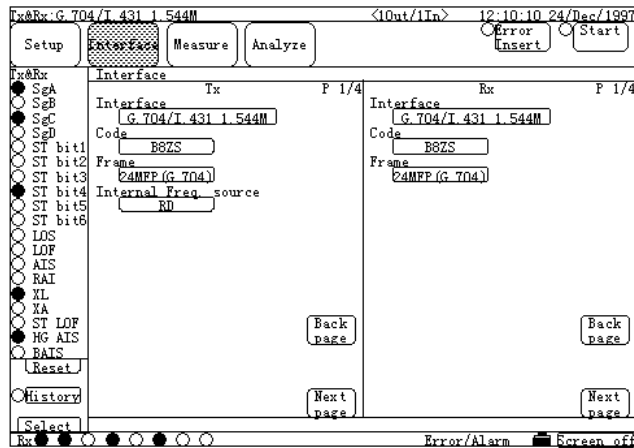 Tx&Rx:G.704/I.431 1.544M <1Out/1In> 12:10:10 24/Dec/1997
Setup Interface Measure Analyze Error Insert Start
Tx&Rx Interface
Tx P 1/4 Rx P 1/4
SgA
SgB Interface Interface
SgC G.704/I.431 1.544M G.704/I.431 1.544M
SgD Code Code
ST bit1 B8ZS B8ZS
ST bit2 Frame Frame
ST bit3 24MFP(G.704) 24MFP(G.704)
ST bit4 Internal Freq. source
ST bit5 RD
ST bit6
LOS
LOF
AIS
RAI
XL
XA
ST LOF Back page Back page
HG AIS
BAIS
Reset
History Next page Next page
Select
Rx Error/Alarm Screen off